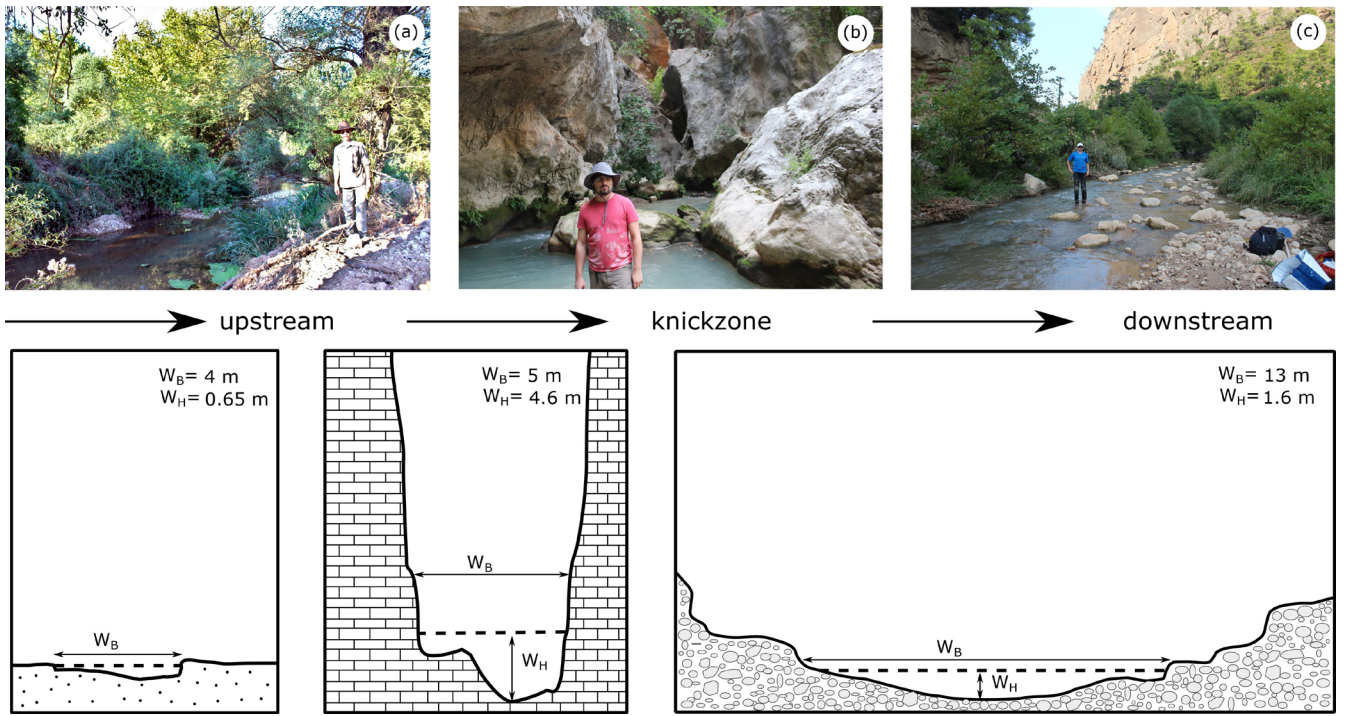 (a)
(b)
(c)
upstream
knickzone
downstream
W_B= 4 m
W_H= 0.65 m
W_B= 5 m
W_H= 4.6 m
W_B= 13 m
W_H= 1.6 m
W_B
W_B
W_H
W_B
W_H